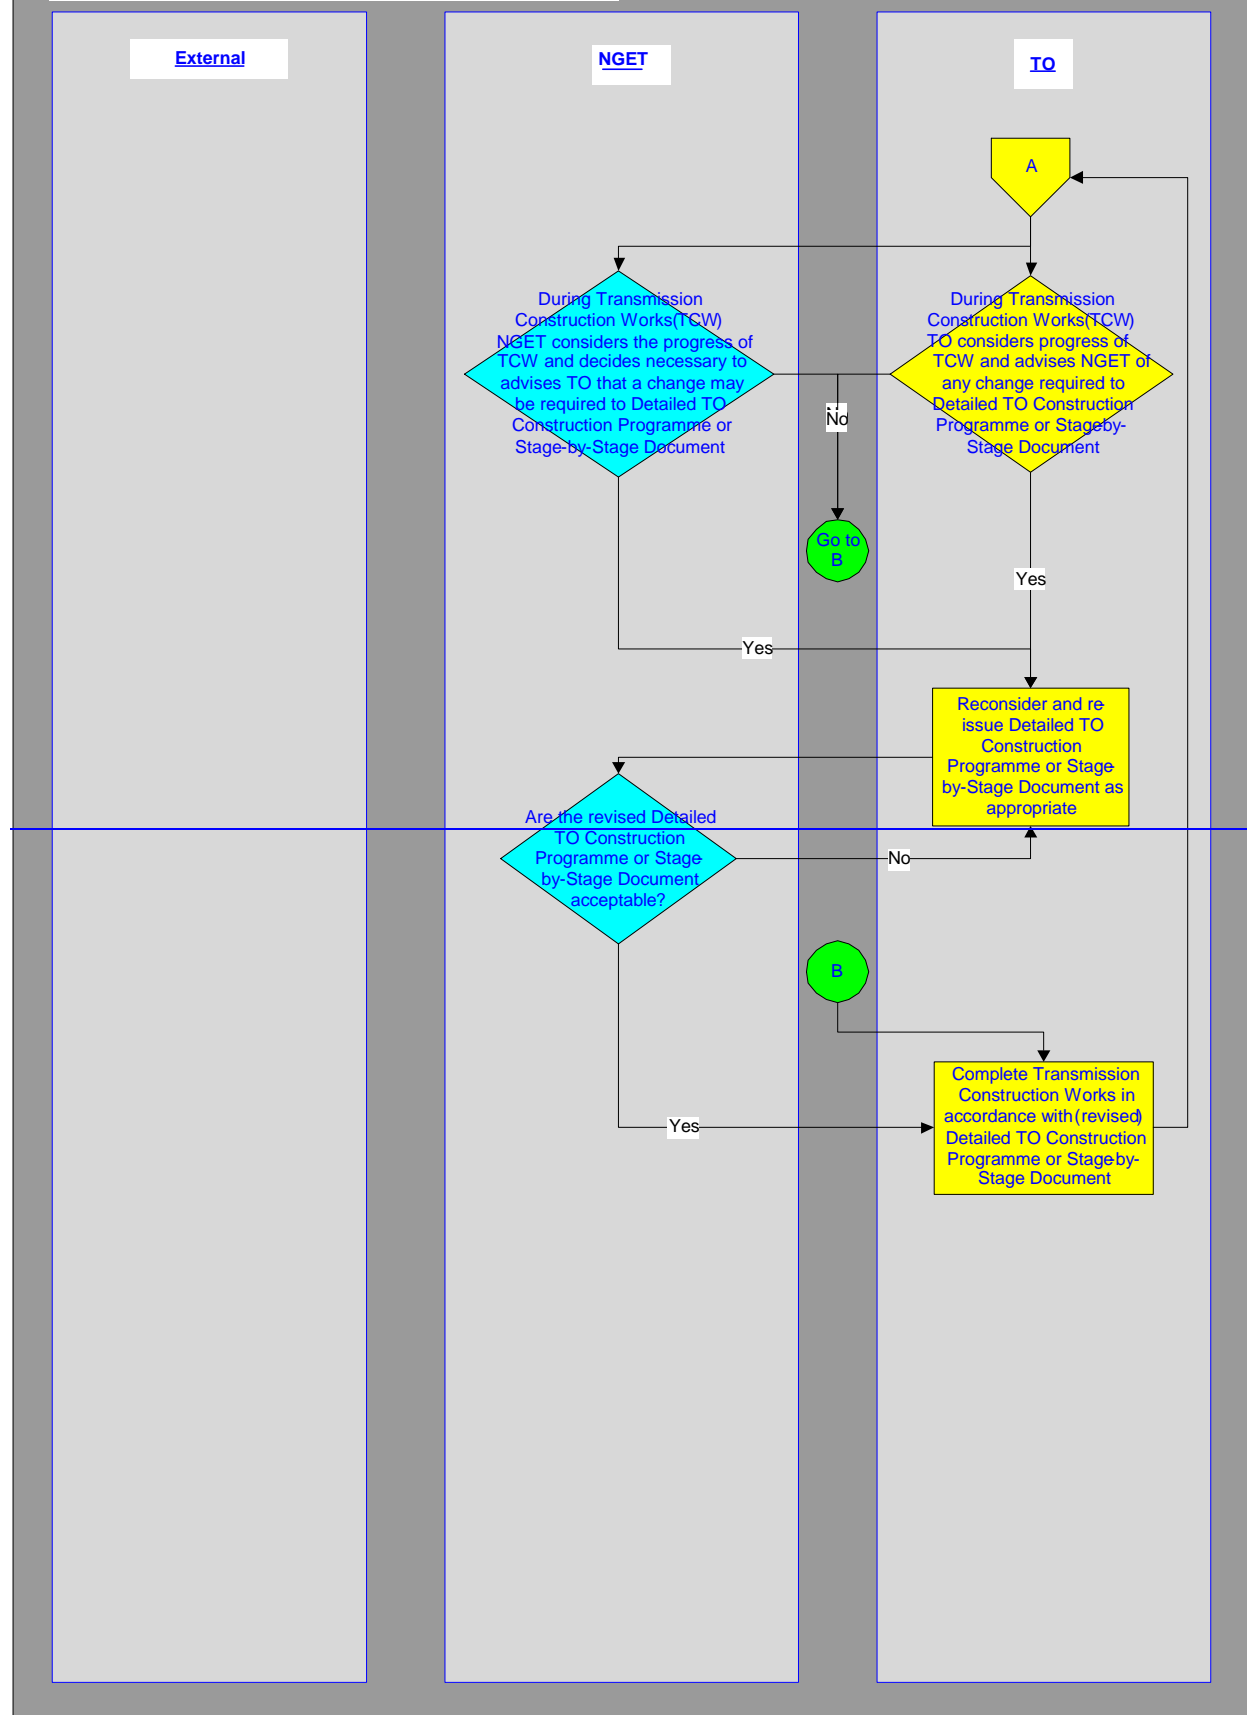 External
NGET
TO
A
During Transmission
Construction Works(TCW)
NGET considers the progress of
TCW and decides necessary to
advises TO that a change may
be required to Detailed TO
Construction Programme or
Stage-by-Stage Document
During Transmission
Construction Works(TCW)
TO considers progress of
TCW and advises NGET of
any change required to
Detailed TO Construction
Programme or Stageby-
Stage Document
No
Go to
B
Yes
Yes
Reconsider and re-
issue Detailed TO
Construction
Programme or Stage-
by-Stage Document as
appropriate
Are the revised Detailed
TO Construction
Programme or Stage-
by-Stage Document
acceptable?
No
B
Complete Transmission
Construction Works in
accordance with (revised)
Detailed TO Construction
Programme or Stage-by-
Stage Document
Yes